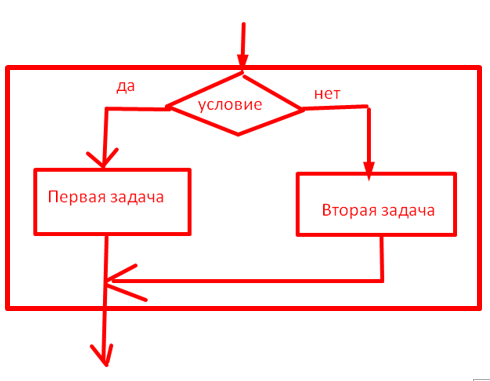 да
нет
условие
Первая задача
Вторая задача